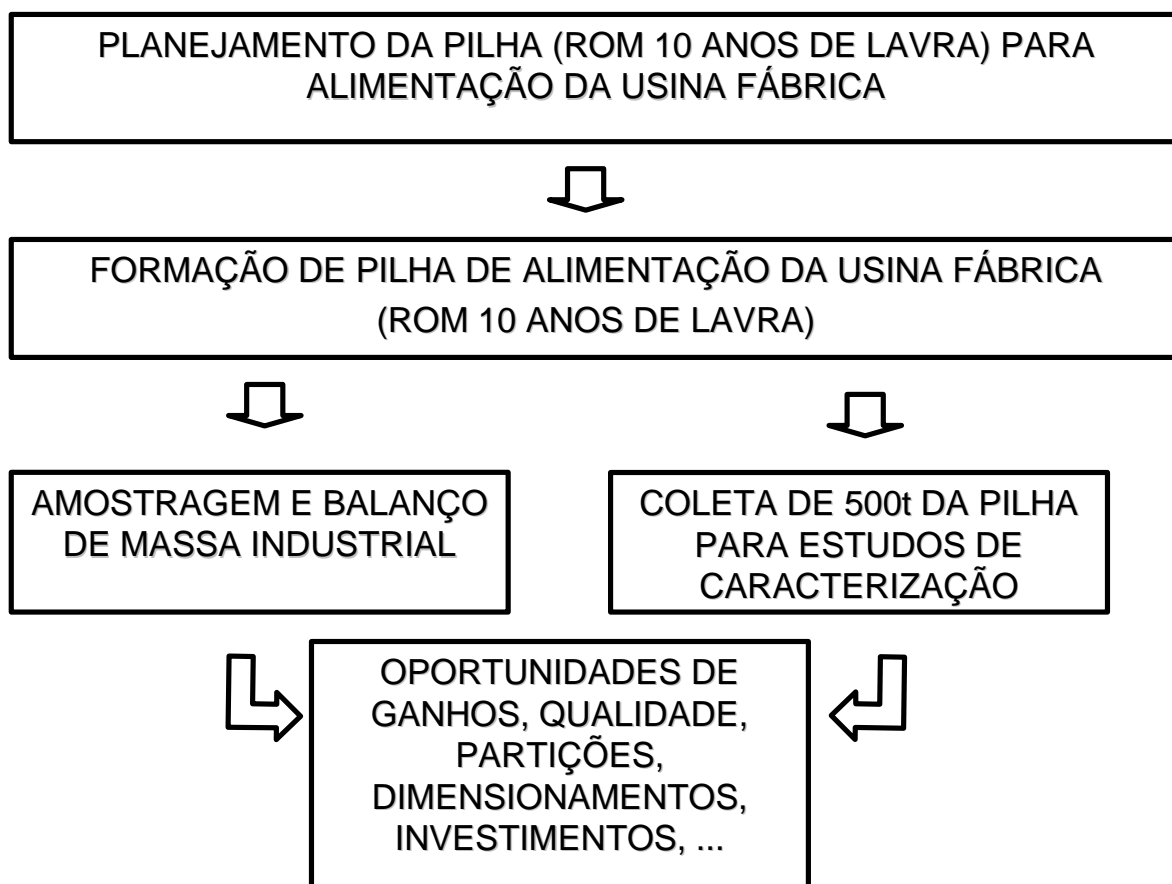 PLANEJAMENTO DA PILHA (ROM 10 ANOS DE LAVRA) PARA
ALIMENTAÇÃO DA USINA FÁBRICA
FORMAÇÃO DE PILHA DE ALIMENTAÇÃO DA USINA FÁBRICA
(ROM 10 ANOS DE LAVRA)
AMOSTRAGEM E BALANÇO
DE MASSA INDUSTRIAL
COLETA DE 500t DA PILHA
PARA ESTUDOS DE
CARACTERIZAÇÃO
OPORTUNIDADES DE
GANHOS, QUALIDADE,
PARTIÇÕES,
DIMENSIONAMENTOS,
INVESTIMENTOS, ...